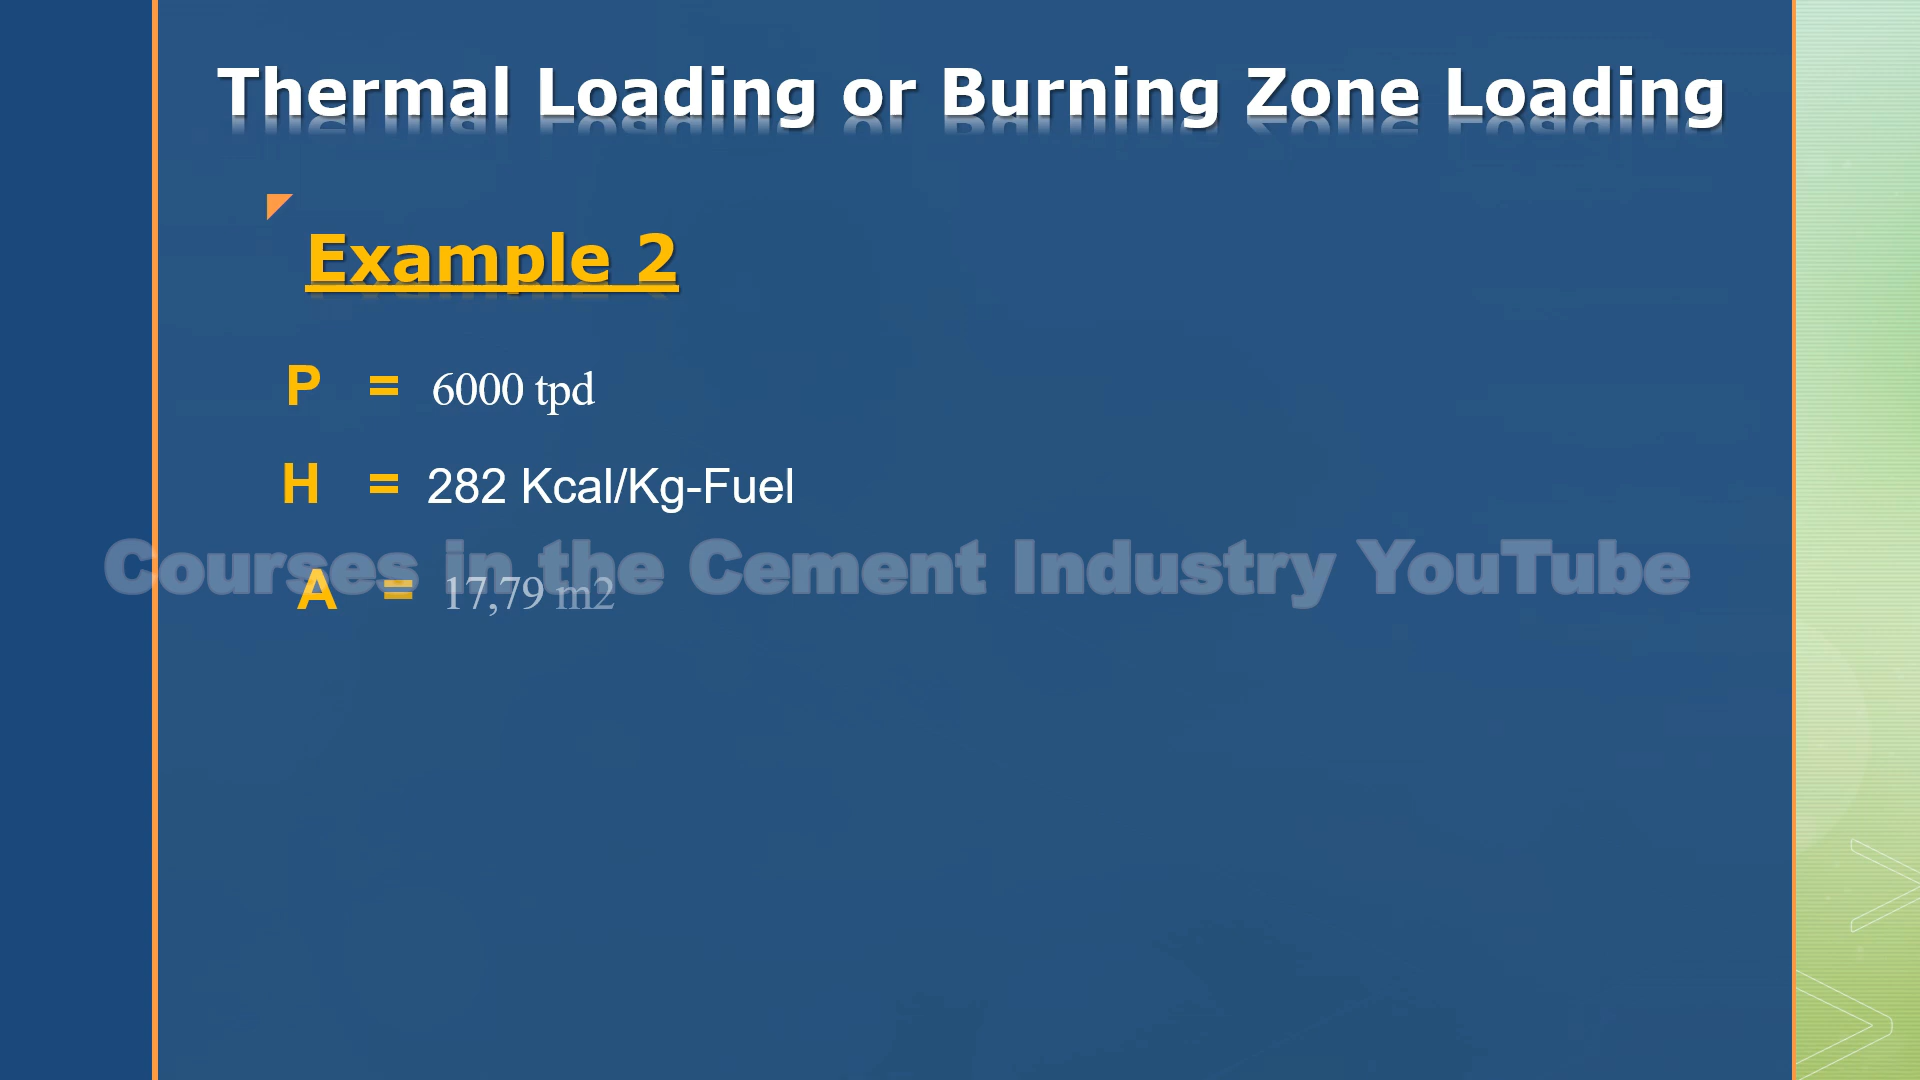 Thermal Loading or Burning Zone Loading
Example 2
P = 6000 tpd
H = 282 Kcal/Kg-Fuel
Courses in the Cement Industry YouTube
A = 17,79 m2